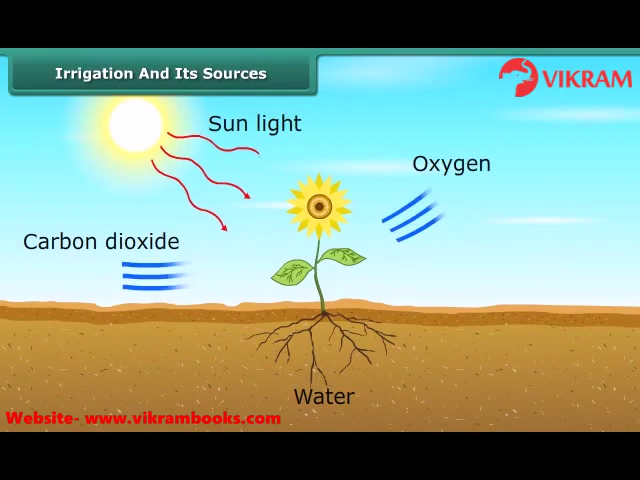 Irrigation And Its Sources
VIKRAM
Sun light
Oxygen
Carbon dioxide
Water
Website- www.vikrambooks.com